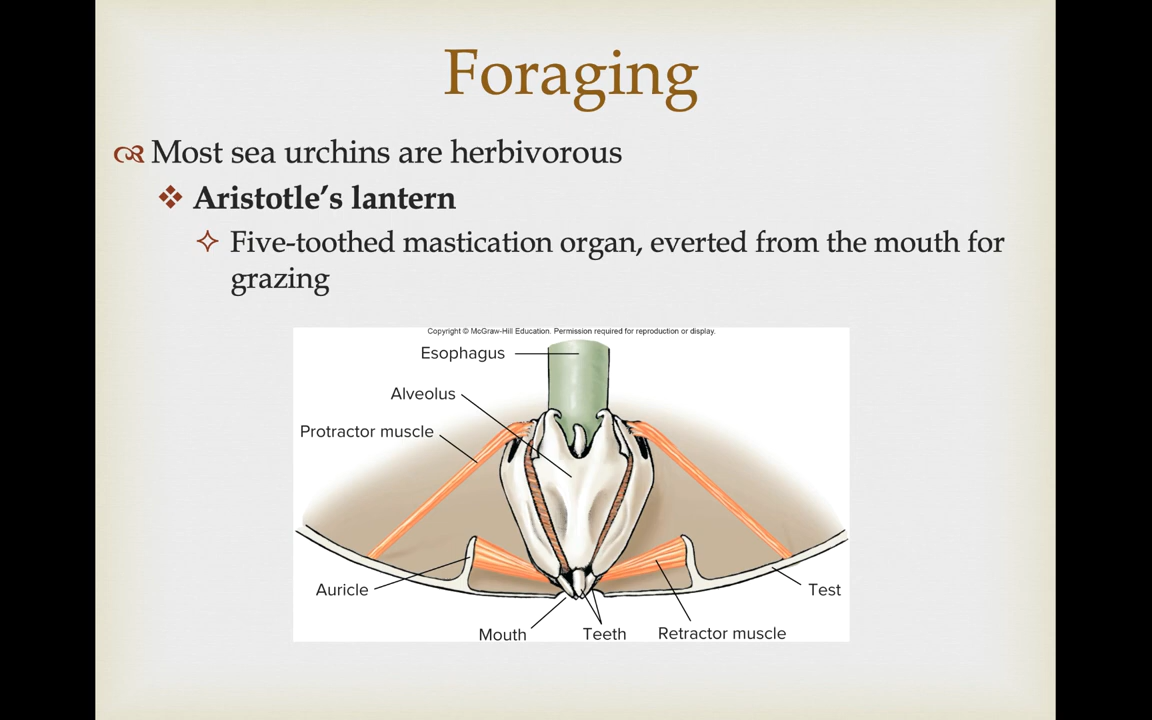 Foraging
Most sea urchins are herbivorous
Aristotle’s lantern
Five-toothed mastication organ, everted from the mouth for
grazing
Copyright © McGraw-Hill Education. Permission required for reproduction or display.
Esophagus
Alveolus
Protractor muscle
Auricle
Test
Mouth
Teeth
Retractor muscle